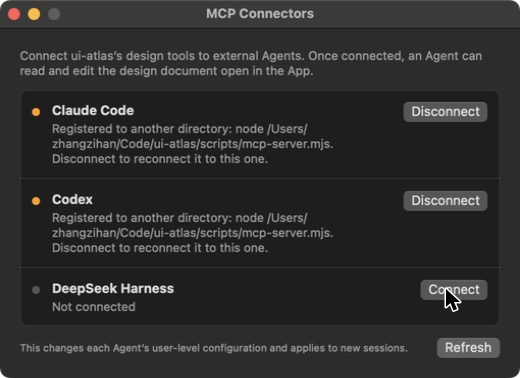 MCP Connectors
Connect ui-atlas's design tools to external Agents. Once connected, an Agent can
read and edit the design document open in the App.
Claude Code
Disconnect
Registered to another directory: node /Users/
zhangzihan/Code/ui-atlas/scripts/mcp-server.mjs.
Disconnect to reconnect it to this one.
Codex
Disconnect
Registered to another directory: node /Users/
zhangzihan/Code/ui-atlas/scripts/mcp-server.mjs.
Disconnect to reconnect it to this one.
DeepSeek Harness
Connect
Not connected
This changes each Agent's user-level configuration and applies to new sessions.
Refresh